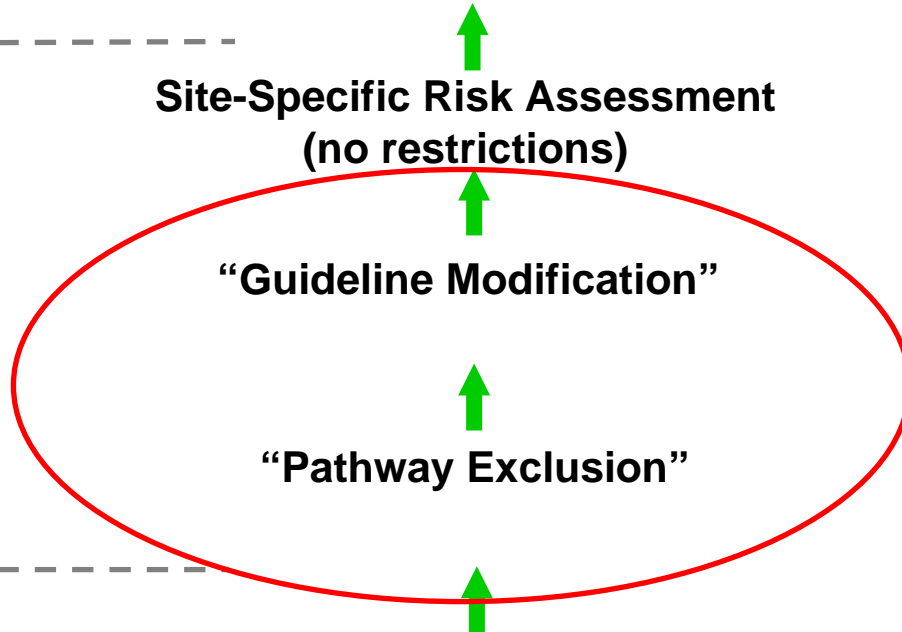 Site-Specific Risk Assessment
(no restrictions)
“Guideline Modification”
“Pathway Exclusion”